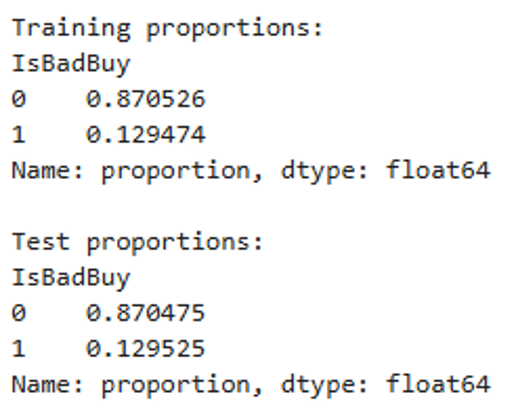 Training proportions:
IsBadBuy
0    0.870526
1    0.129474
Name: proportion, dtype: float64

Test proportions:
IsBadBuy
0    0.870475
1    0.129525
Name: proportion, dtype: float64